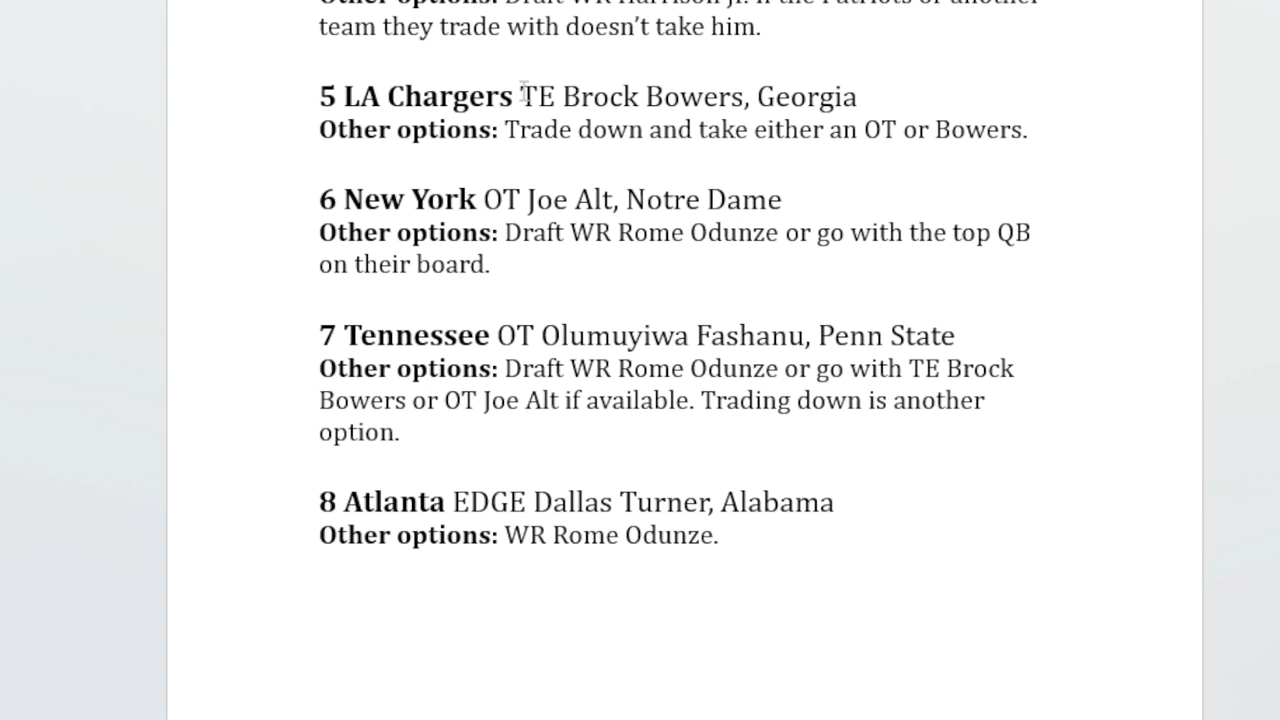 team they trade with doesn’t take him.
5 LA Chargers TE Brock Bowers, Georgia
Other options: Trade down and take either an OT or Bowers.
6 New York OT Joe Alt, Notre Dame
Other options: Draft WR Rome Odunze or go with the top QB
on their board.
7 Tennessee OT Olumuyiwa Fashanu, Penn State
Other options: Draft WR Rome Odunze or go with TE Brock
Bowers or OT Joe Alt if available. Trading down is another
option.
8 Atlanta EDGE Dallas Turner, Alabama
Other options: WR Rome Odunze.